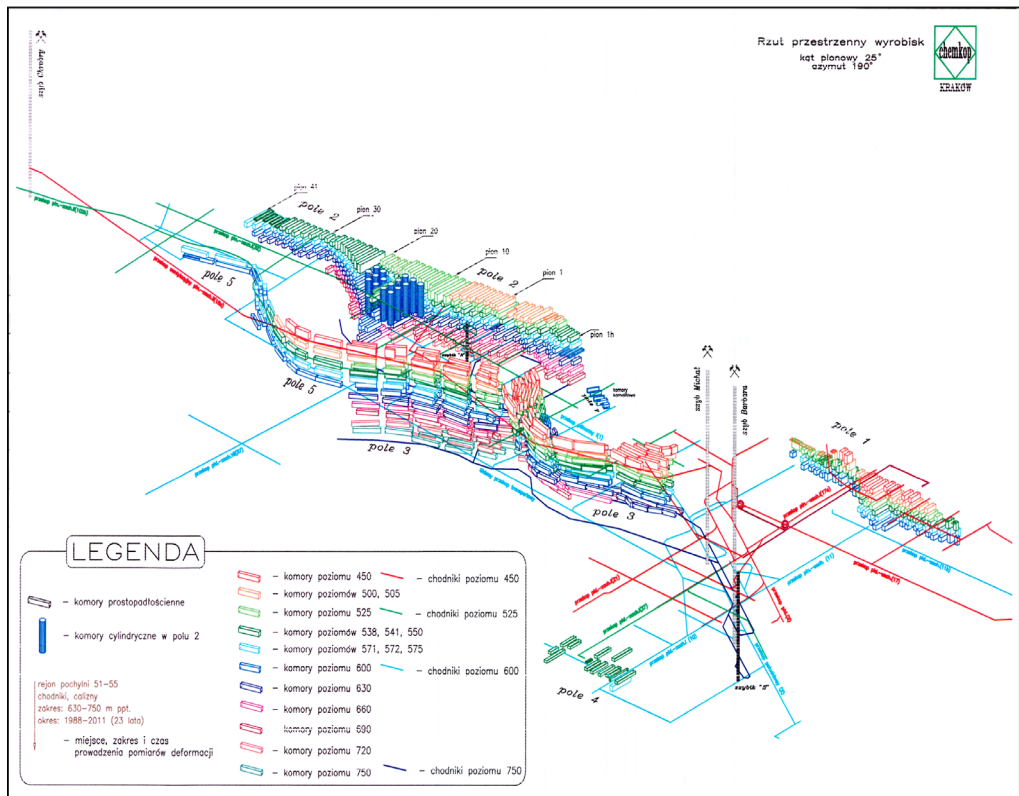 Rzut przestrzenny wyrobisk
kąt pionowy 25°
azymut 190°
chemkop
KRAKÓW
szyb Chrobry
pion 41
pole 2
pion 30
pion 20
pion 10
pole 2
pion 1
pion 1h
pole 5
pole 5
pole 3
pole 3
komory
szyb Michał
szyb Barbara
pole 1
pole 4
szybik "S"
LEGENDA
– komory prostopadłościenne
– komory cylindryczne w polu 2
rejon pochylni 51–55
chodniki, calizny
zakres: 630–750 m ppt.
okres: 1988–2011 (23 lata)
– miejsce, zakres i czas
prowadzenia pomiarów deformacji
– komory poziomu 450
– komory poziomów 500, 505
– komory poziomu 525
– komory poziomów 538, 541, 550
– komory poziomów 571, 572, 575
– komory poziomu 600
– komory poziomu 630
– komory poziomu 660
– komory poziomu 690
– komory poziomu 720
– komory poziomu 750
– chodniki poziomu 450
– chodniki poziomu 525
– chodniki poziomu 600
– chodniki poziomu 750